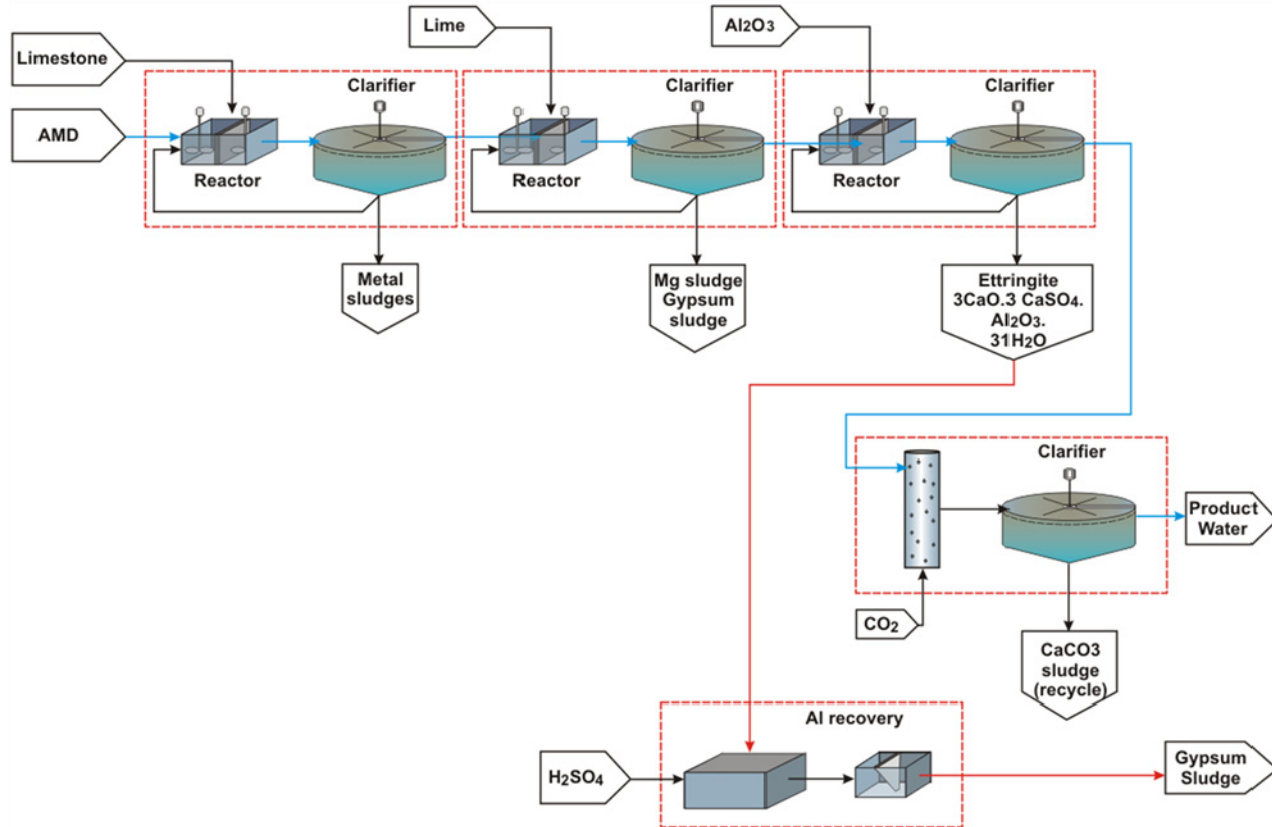 Limestone
Lime
Al₂O₃
AMD
Clarifier
Clarifier
Clarifier
Reactor
Reactor
Reactor
Metal
sludges
Mg sludge
Gypsum
sludge
Ettringite
3CaO.3 CaSO₄.
Al₂O₃.
31H₂O
Clarifier
Product
Water
CO₂
CaCO3
sludge
(recycle)
Al recovery
H₂SO₄
Gypsum
Sludge